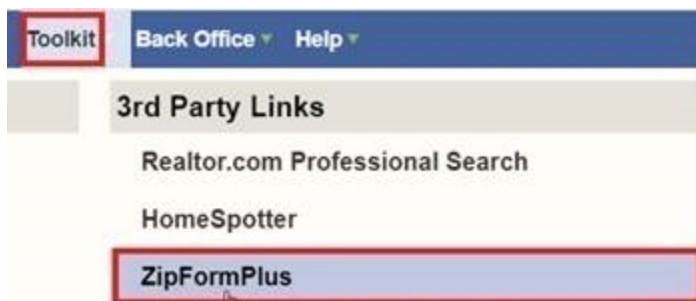 Toolkit Back Office Help
3rd Party Links
Realtor.com Professional Search
HomeSpotter
ZipFormPlus